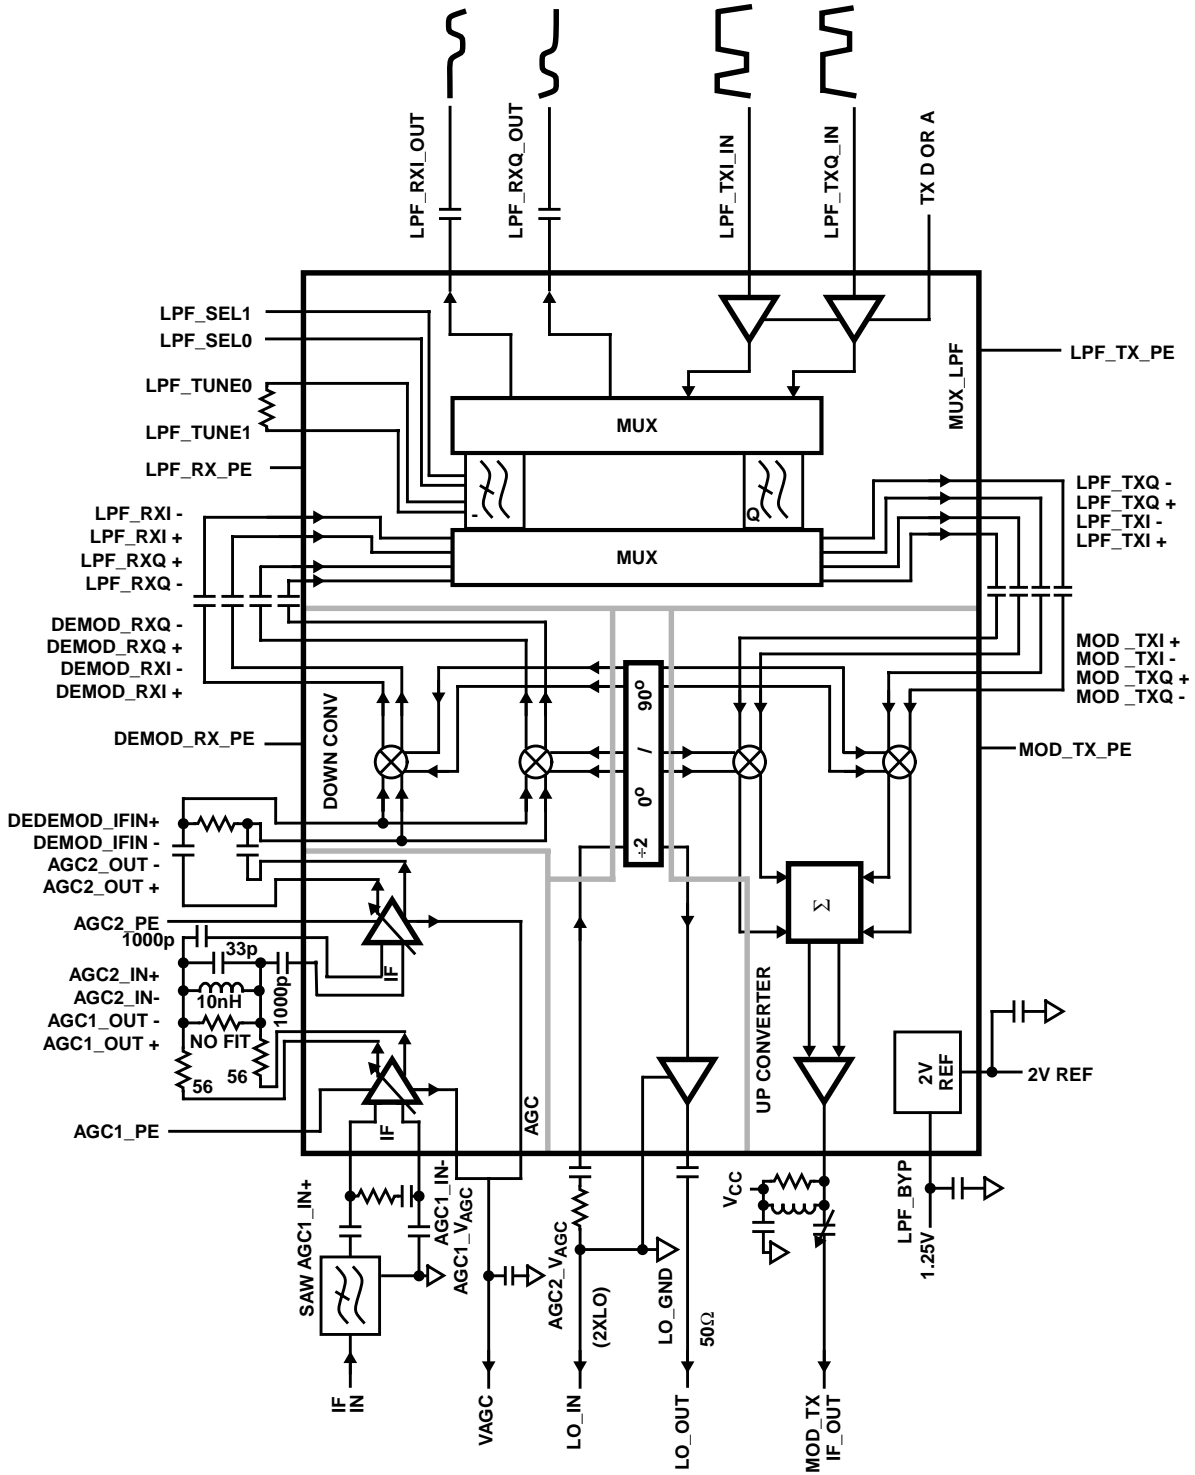 LPF_RXI_OUT
LPF_RXQ_OUT
LPF_TXI_IN
LPF_TXQ_IN
TX D OR A
LPF_SEL1
LPF_SEL0
LPF_TUNE0
LPF_TUNE1
LPF_RX_PE
LPF_RXI -
LPF_RXI +
LPF_RXQ +
LPF_RXQ -
DEMOD_RXQ -
DEMOD_RXQ +
DEMOD_RXI -
DEMOD_RXI +
DEMOD_RX_PE
DEDEMOD_IFIN+
DEMOD_IFIN -
AGC2_OUT -
AGC2_OUT +
AGC2_PE
1000p
33p
AGC2_IN+
AGC2_IN-
10nH
1000p
AGC1_OUT -
AGC1_OUT +
NO FIT
56
56
AGC1_PE
MUX
I
Q
MUX
MUX_LPF
DOWN CONV
90o
/
0o
÷2
Σ
IF
IF
AGC
UP CONVERTER
2V
REF
LPF_TX_PE
LPF_TXQ -
LPF_TXQ +
LPF_TXI -
LPF_TXI +
MOD _TXI +
MOD _TXI -
MOD _TXQ +
MOD _TXQ -
MOD_TX_PE
2V REF
SAW
AGC1_IN+
AGC1_IN-
AGC1_VAGC
AGC2_VAGC
(2XLO)
LO_GND
50Ω
VCC
LPF_BYP
1.25V
IF
IN
VAGC
LO_IN
LO_OUT
MOD_TX
IF_OUT